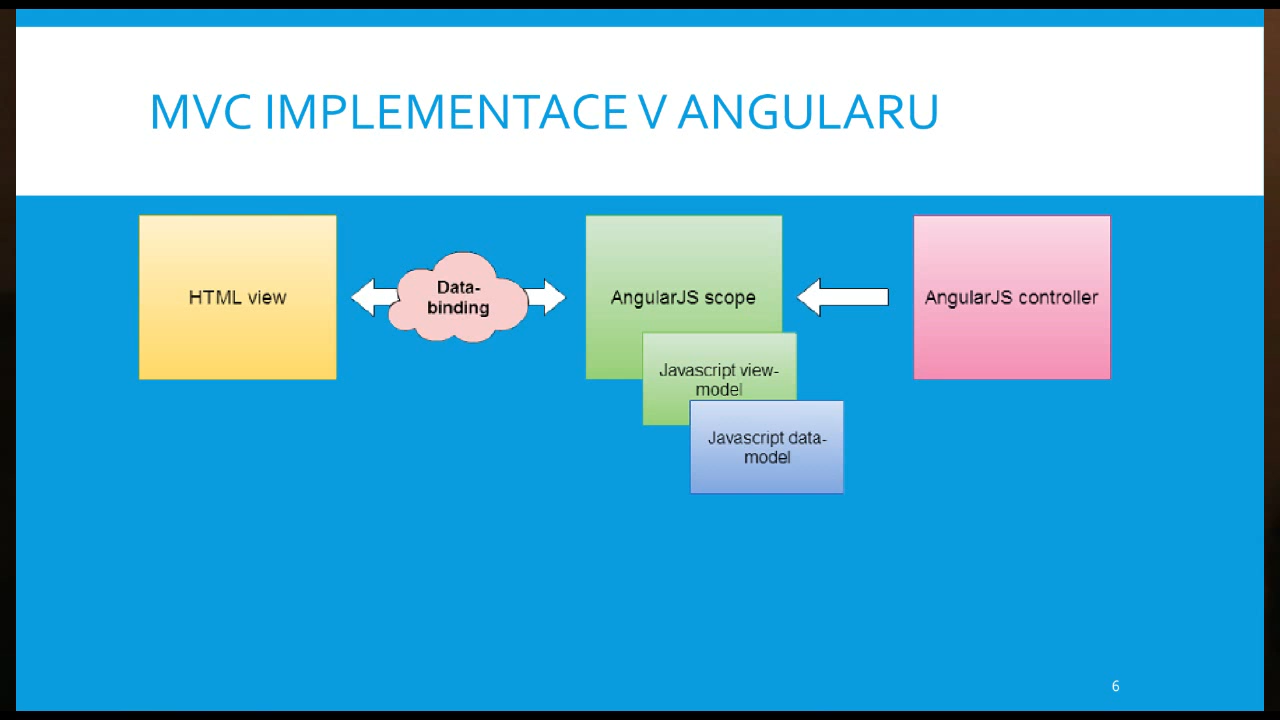 MVC IMPLEMENTACE V ANGULARU
HTML view
Data-
binding
AngularJS scope
AngularJS controller
Javascript view-
model
Javascript data-
model
6